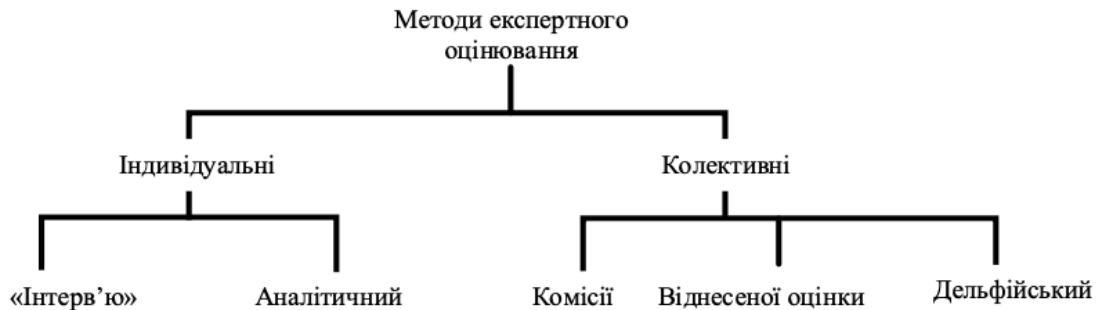 Методи експертного
оцінювання
Індивідуальні
Колективні
«Інтерв’ю»
Аналітичний
Комісії
Віднесеної оцінки
Дельфійський